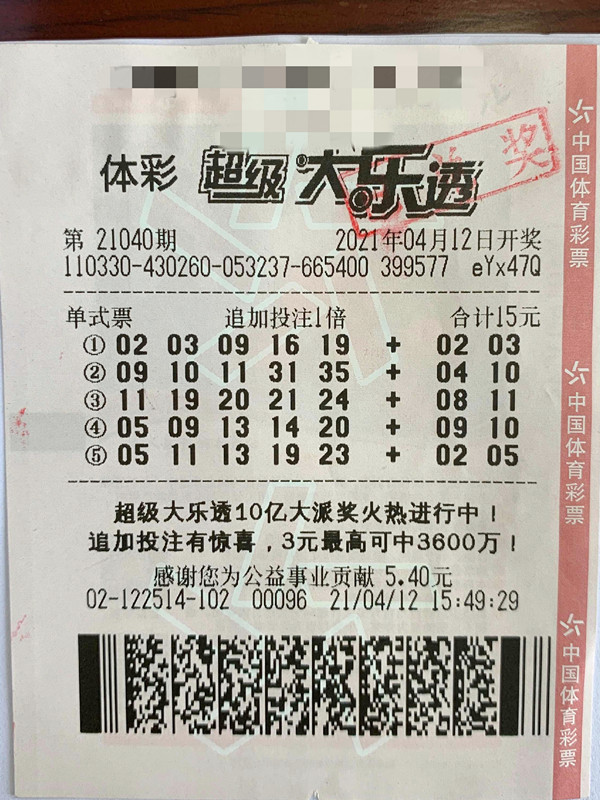 体彩 超级大乐透
奖
第 21040期 2021年04月12日开奖
110330-430260-053237-665400 399577 eYx47Q
单式票 追加投注1倍 合计15元
① 02 03 09 16 19 + 02 03
② 09 10 11 31 35 + 04 10
③ 11 19 20 21 24 + 08 11
④ 05 09 13 14 20 + 09 10
⑤ 05 11 13 19 23 + 02 05
超级大乐透10亿大派奖火热进行中！
追加投注有惊喜，3元最高可中3600万！
感谢您为公益事业贡献 5.40元
02-122514-102 00096 21/04/12 15:49:29
中国体育彩票
中国体育彩票
中国体育彩票